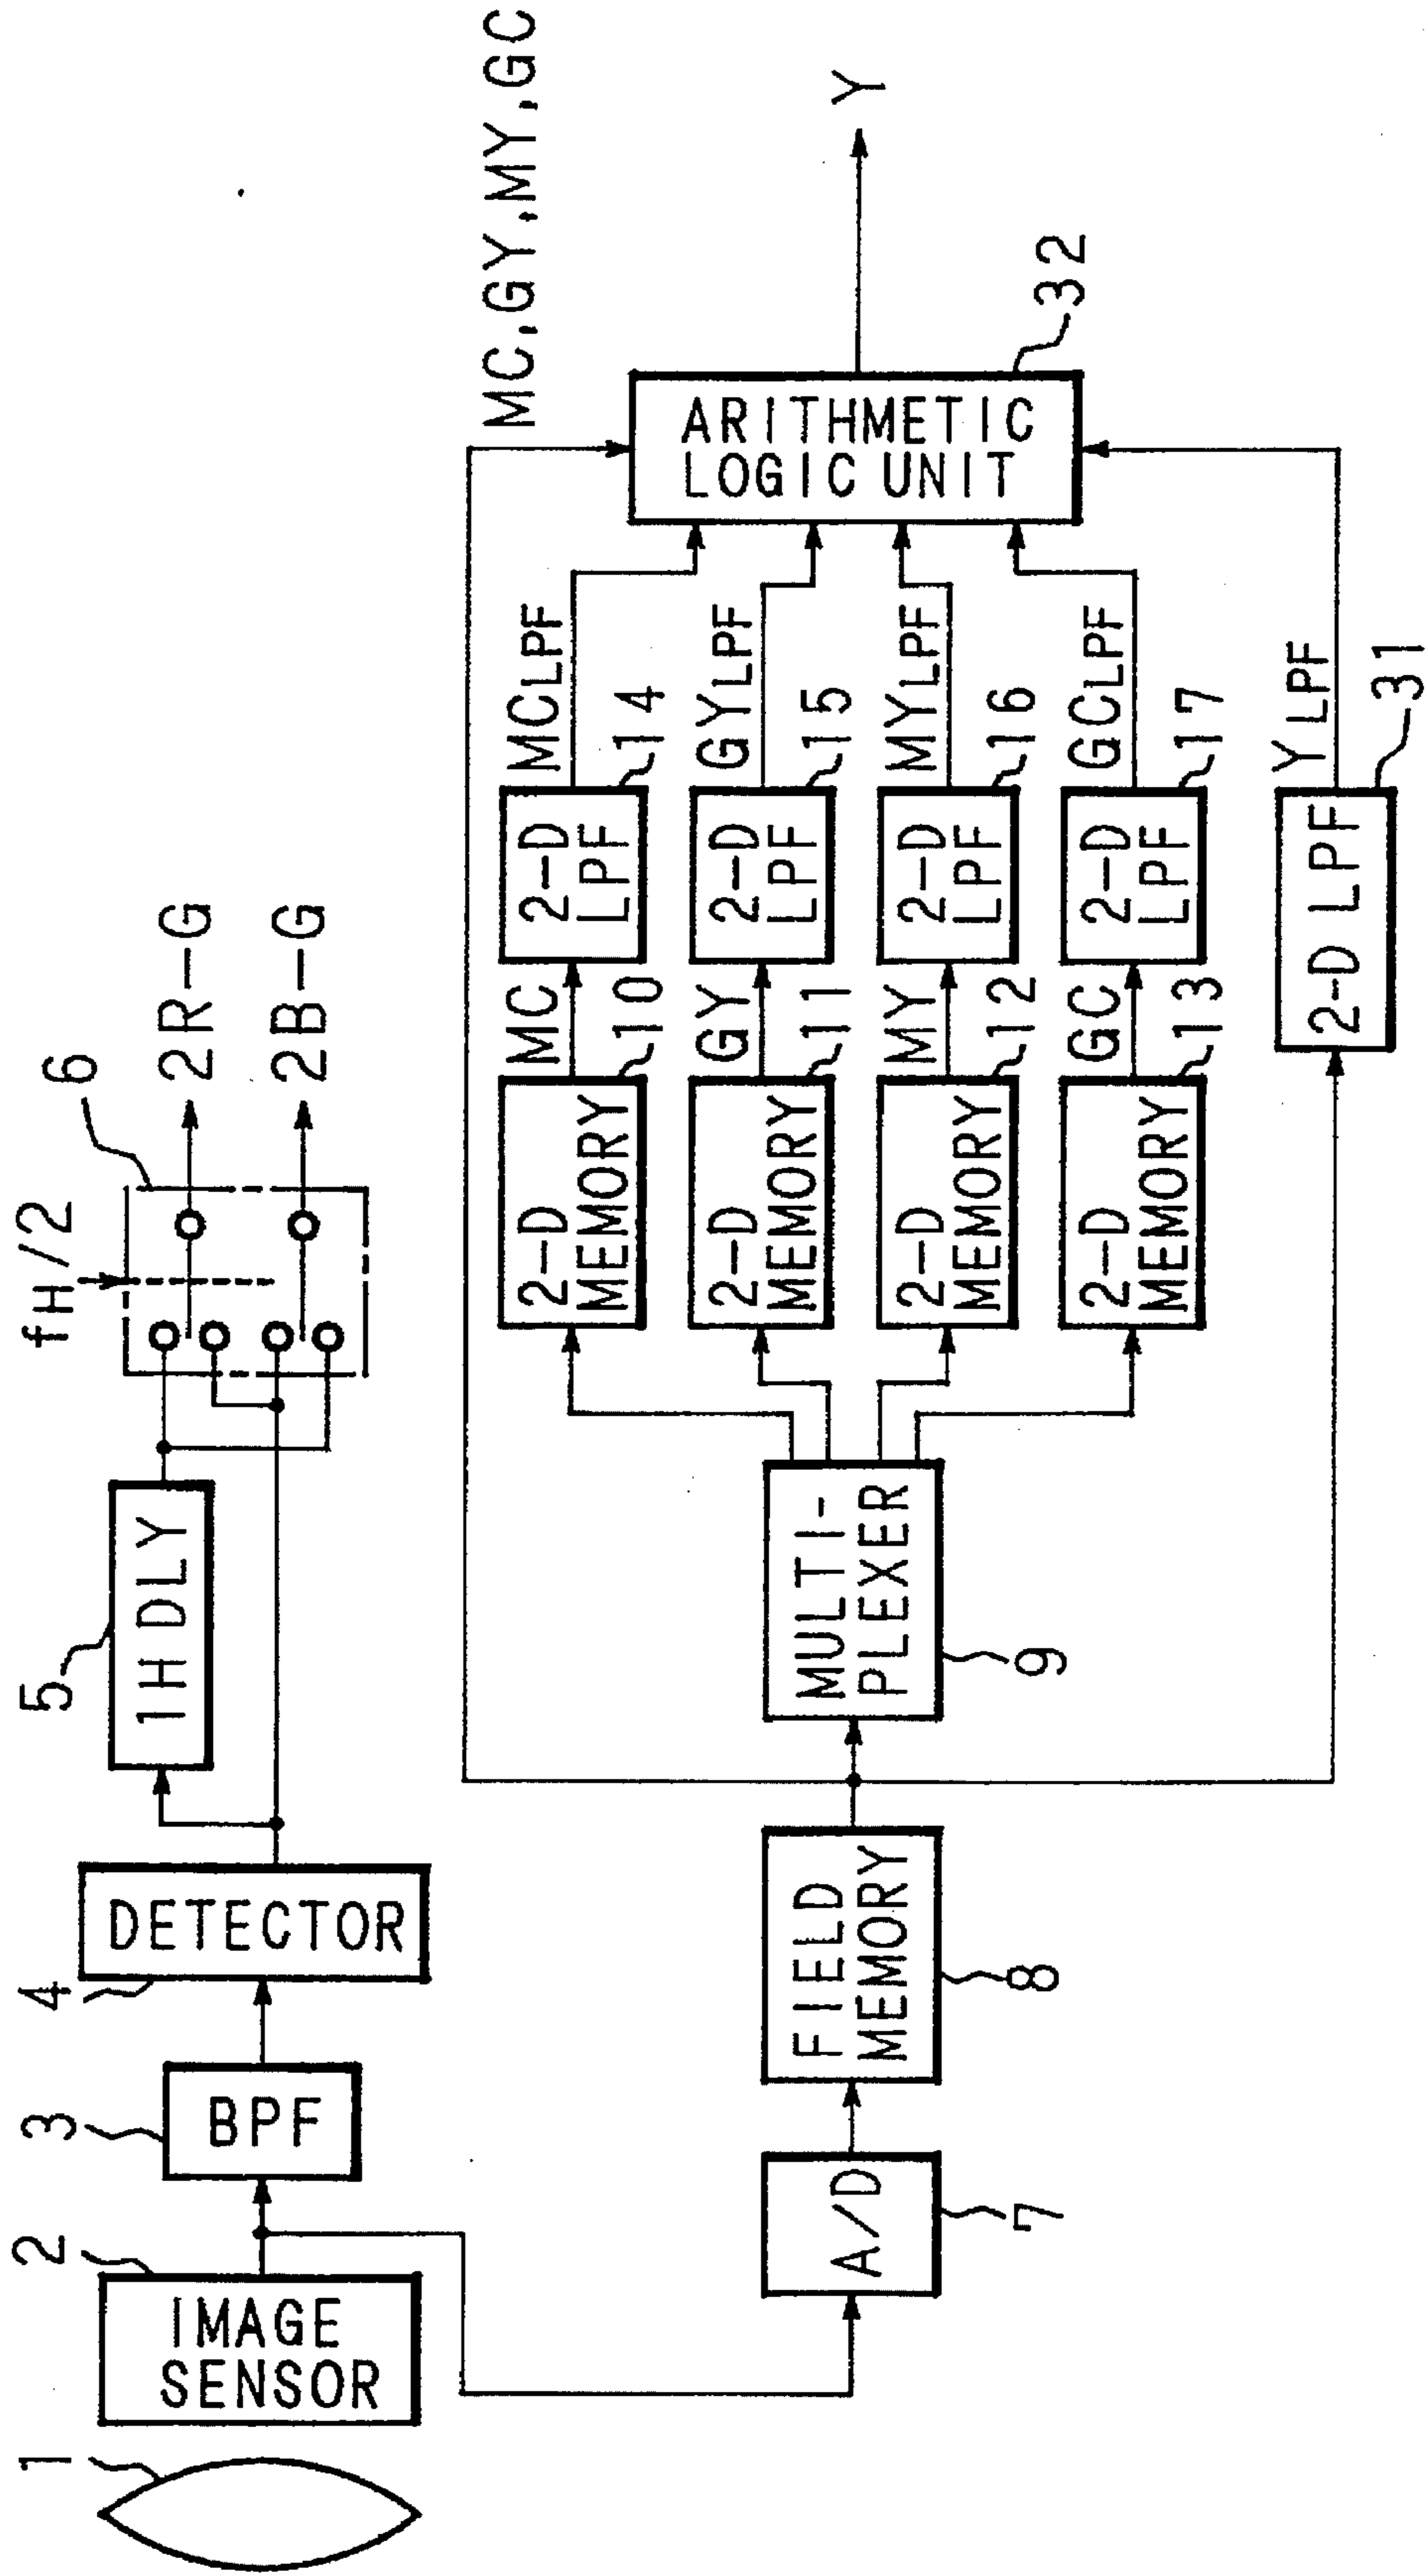 1
2
IMAGE
SENSOR
3
BPF
4
DETECTOR
5
1H DLY
fH/2
6
2R-G
2B-G
7
A/D
8
FIELD
MEMORY
9
MULTI-
PLEXER
MC,GY,MY,GC
2-D
MEMORY
10
MC
2-D
LPF
14
MCLPF
2-D
MEMORY
11
GY
2-D
LPF
15
GYLPF
2-D
MEMORY
12
MY
2-D
LPF
16
MYLPF
2-D
MEMORY
13
GC
2-D
LPF
17
GCLPF
2-D LPF
31
YLPF
ARITHMETIC
LOGIC UNIT
32
Y